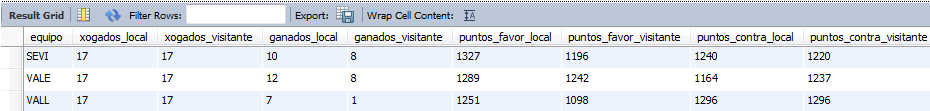 Result Grid Filter Rows: Export: Wrap Cell Content:
equipo xogados_local xogados_visitante ganados_local ganados_visitante puntos_favor_local puntos_favor_visitante puntos_contra_local puntos_contra_visitante
SEVI 17 17 10 8 1327 1196 1240 1220
VALE 17 17 12 8 1289 1242 1164 1237
VALL 17 17 7 1 1251 1098 1296 1296